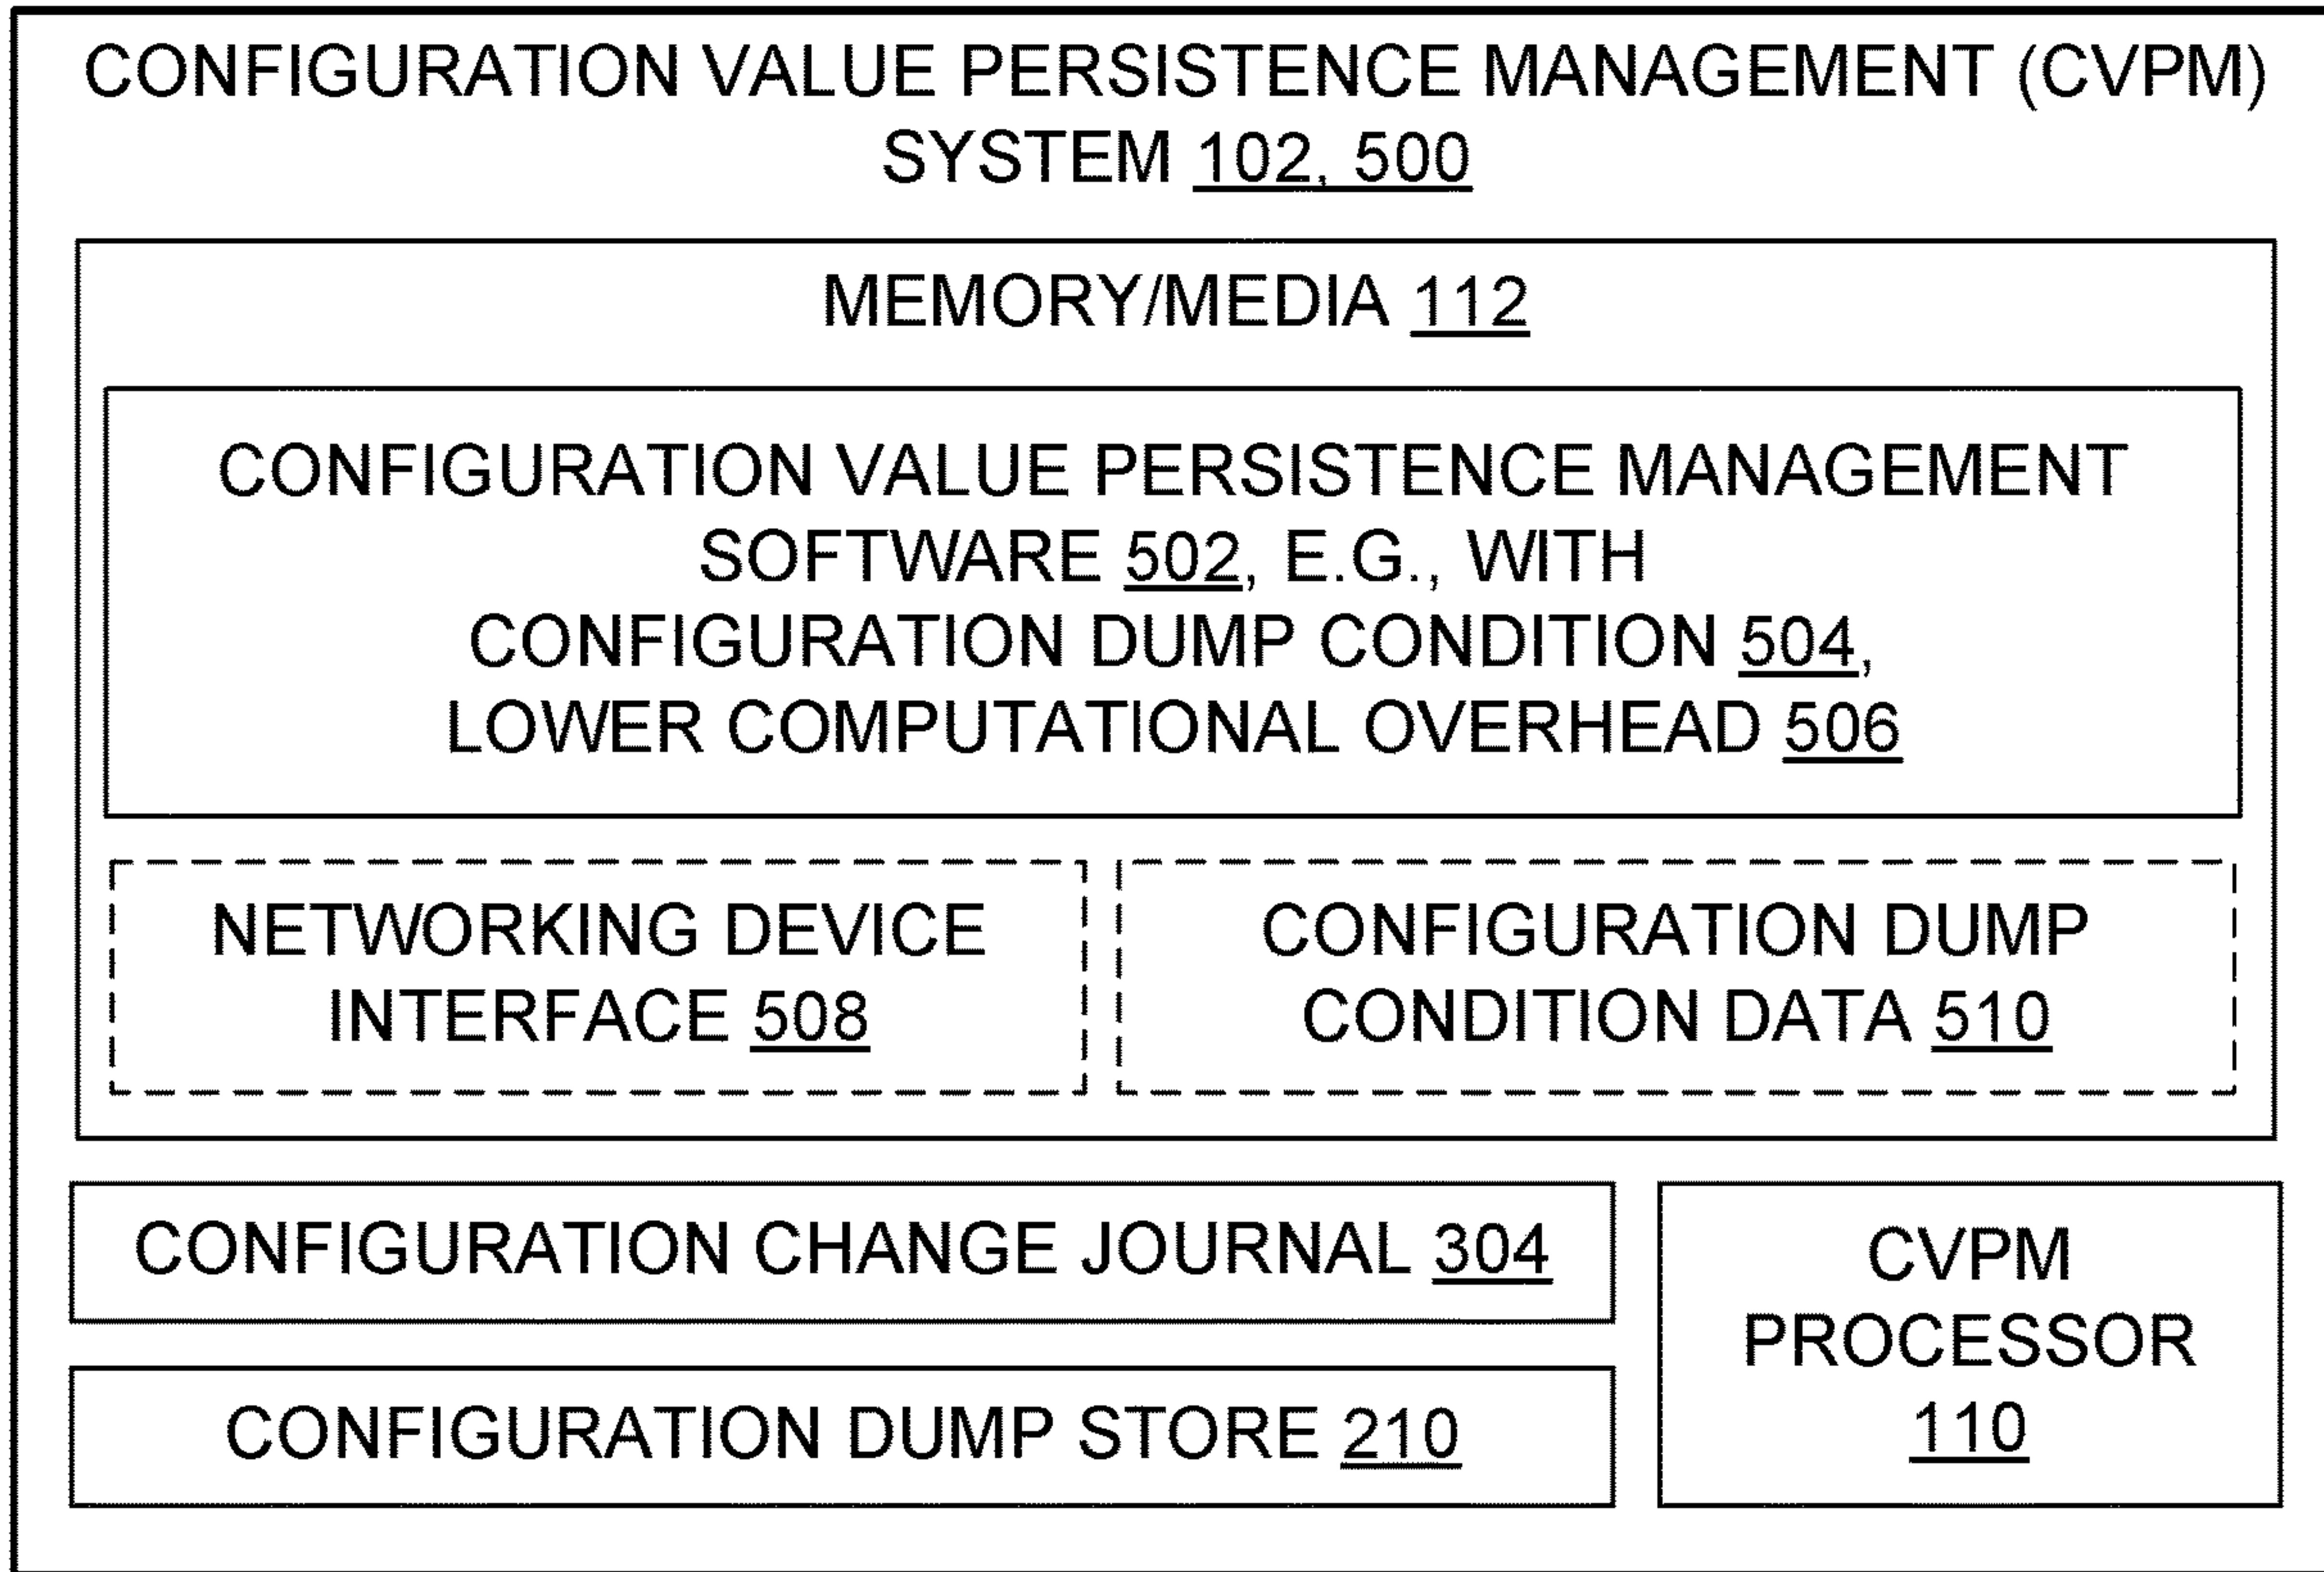 CONFIGURATION VALUE PERSISTENCE MANAGEMENT (CVPM)
SYSTEM 102, 500
MEMORY/MEDIA 112
CONFIGURATION VALUE PERSISTENCE MANAGEMENT
SOFTWARE 502, E.G., WITH
CONFIGURATION DUMP CONDITION 504,
LOWER COMPUTATIONAL OVERHEAD 506
NETWORKING DEVICE
INTERFACE 508
CONFIGURATION DUMP
CONDITION DATA 510
CONFIGURATION CHANGE JOURNAL 304
CONFIGURATION DUMP STORE 210
CVPM
PROCESSOR
110